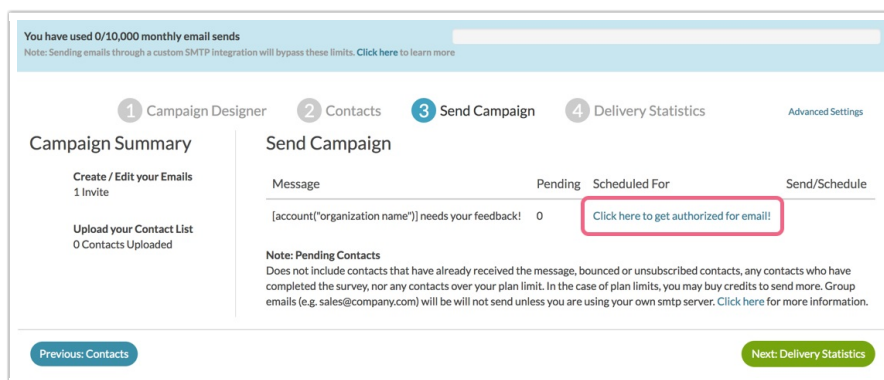 You have used 0/10,000 monthly email sends
Note: Sending emails through a custom SMTP integration will bypass these limits. Click here to learn more
1 Campaign Designer 2 Contacts 3 Send Campaign 4 Delivery Statistics Advanced Settings
Campaign Summary
Create / Edit your Emails
1 Invite
Upload your Contact List
0 Contacts Uploaded
Send Campaign
Message Pending Scheduled For Send/Schedule
[account("organization name")] needs your feedback! 0 Click here to get authorized for email!
Note: Pending Contacts
Does not include contacts that have already received the message, bounced or unsubscribed contacts, any contacts who have
completed the survey, nor any contacts over your plan limit. In the case of plan limits, you may buy credits to send more. Group
emails (e.g. sales@company.com) will be will not send unless you are using your own smtp server. Click here for more information.
Previous: Contacts Next: Delivery Statistics